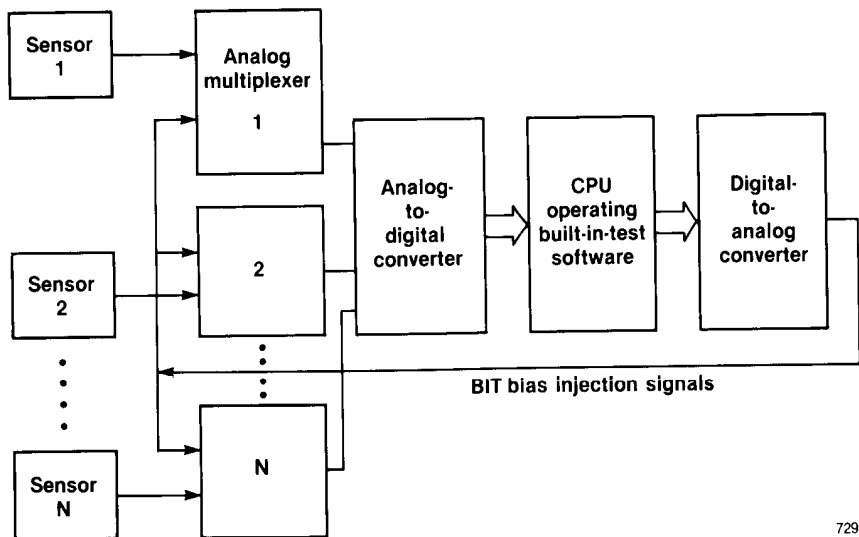 Sensor
1
Analog
multiplexer
1
Analog-
to-
digital
converter
CPU
operating
built-in-test
software
Digital-
to-
analog
converter
2
Sensor
2
BIT bias injection signals
N
Sensor
N
729